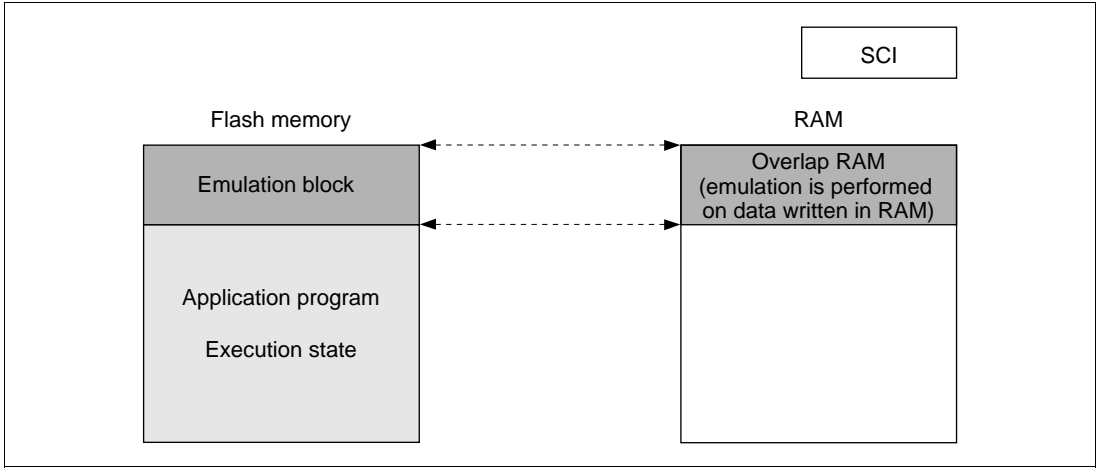 SCI
Flash memory
RAM
Emulation block
Overlap RAM
(emulation is performed
on data written in RAM)
Application program
Execution state